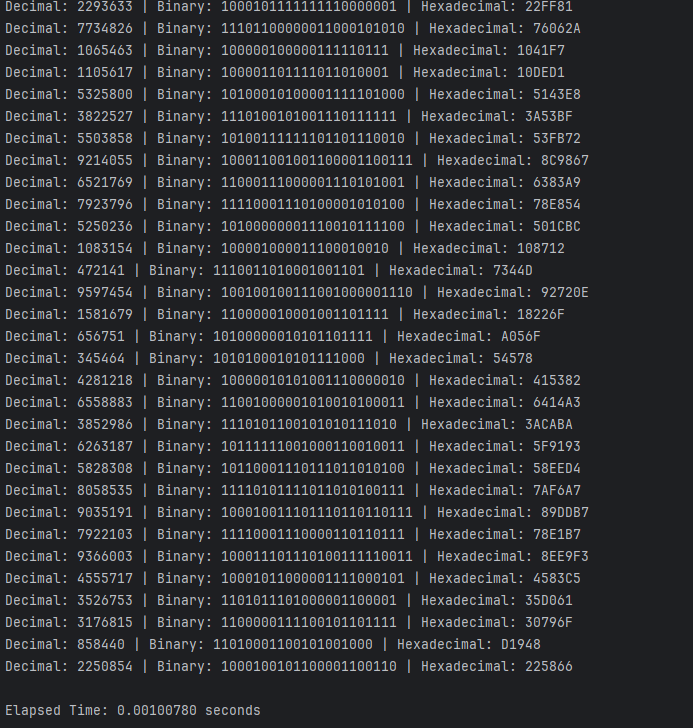 Decimal: 2293633 | Binary: 1000101111111110000001 | Hexadecimal: 22FF81
Decimal: 7734826 | Binary: 11101100000011000101010 | Hexadecimal: 76062A
Decimal: 1065463 | Binary: 100000100000111110111 | Hexadecimal: 1041F7
Decimal: 1105617 | Binary: 100001101111011010001 | Hexadecimal: 10DED1
Decimal: 5325800 | Binary: 10100010100001111101000 | Hexadecimal: 5143E8
Decimal: 3822527 | Binary: 1110100101001110111111 | Hexadecimal: 3A53BF
Decimal: 5503858 | Binary: 10100111111101101110010 | Hexadecimal: 53FB72
Decimal: 9214055 | Binary: 100011001001100001100111 | Hexadecimal: 8C9867
Decimal: 6521769 | Binary: 11000111000001110101001 | Hexadecimal: 6383A9
Decimal: 7923796 | Binary: 11110001110100001010100 | Hexadecimal: 78E854
Decimal: 5250236 | Binary: 10100000001110010111100 | Hexadecimal: 501CBC
Decimal: 1083154 | Binary: 100001000011100010010 | Hexadecimal: 108712
Decimal: 472141 | Binary: 1110011010001001101 | Hexadecimal: 7344D
Decimal: 9597454 | Binary: 100100100111001000001110 | Hexadecimal: 92720E
Decimal: 1581679 | Binary: 110000010001001101111 | Hexadecimal: 18226F
Decimal: 656751 | Binary: 10100000010101101111 | Hexadecimal: A056F
Decimal: 345464 | Binary: 1010100010101111000 | Hexadecimal: 54578
Decimal: 4281218 | Binary: 10000010101001110000010 | Hexadecimal: 415382
Decimal: 6558883 | Binary: 11001000001010010100011 | Hexadecimal: 6414A3
Decimal: 3852986 | Binary: 1110101100101010111010 | Hexadecimal: 3ACABA
Decimal: 6263187 | Binary: 10111111001000110010011 | Hexadecimal: 5F9193
Decimal: 5828308 | Binary: 10110001110111011010100 | Hexadecimal: 58EED4
Decimal: 8058535 | Binary: 11110101111011010100111 | Hexadecimal: 7AF6A7
Decimal: 9035191 | Binary: 100010011101110110110111 | Hexadecimal: 89DDB7
Decimal: 7922103 | Binary: 11110001110000110110111 | Hexadecimal: 78E1B7
Decimal: 9366003 | Binary: 100011101110100111110011 | Hexadecimal: 8EE9F3
Decimal: 4555717 | Binary: 10001011000001111000101 | Hexadecimal: 4583C5
Decimal: 3526753 | Binary: 1101011101000001100001 | Hexadecimal: 35D061
Decimal: 3176815 | Binary: 1100000111100101101111 | Hexadecimal: 30796F
Decimal: 858440 | Binary: 11010001100101001000 | Hexadecimal: D1948
Decimal: 2250854 | Binary: 1000100101100001100110 | Hexadecimal: 225866
Elapsed Time: 0.00100780 seconds